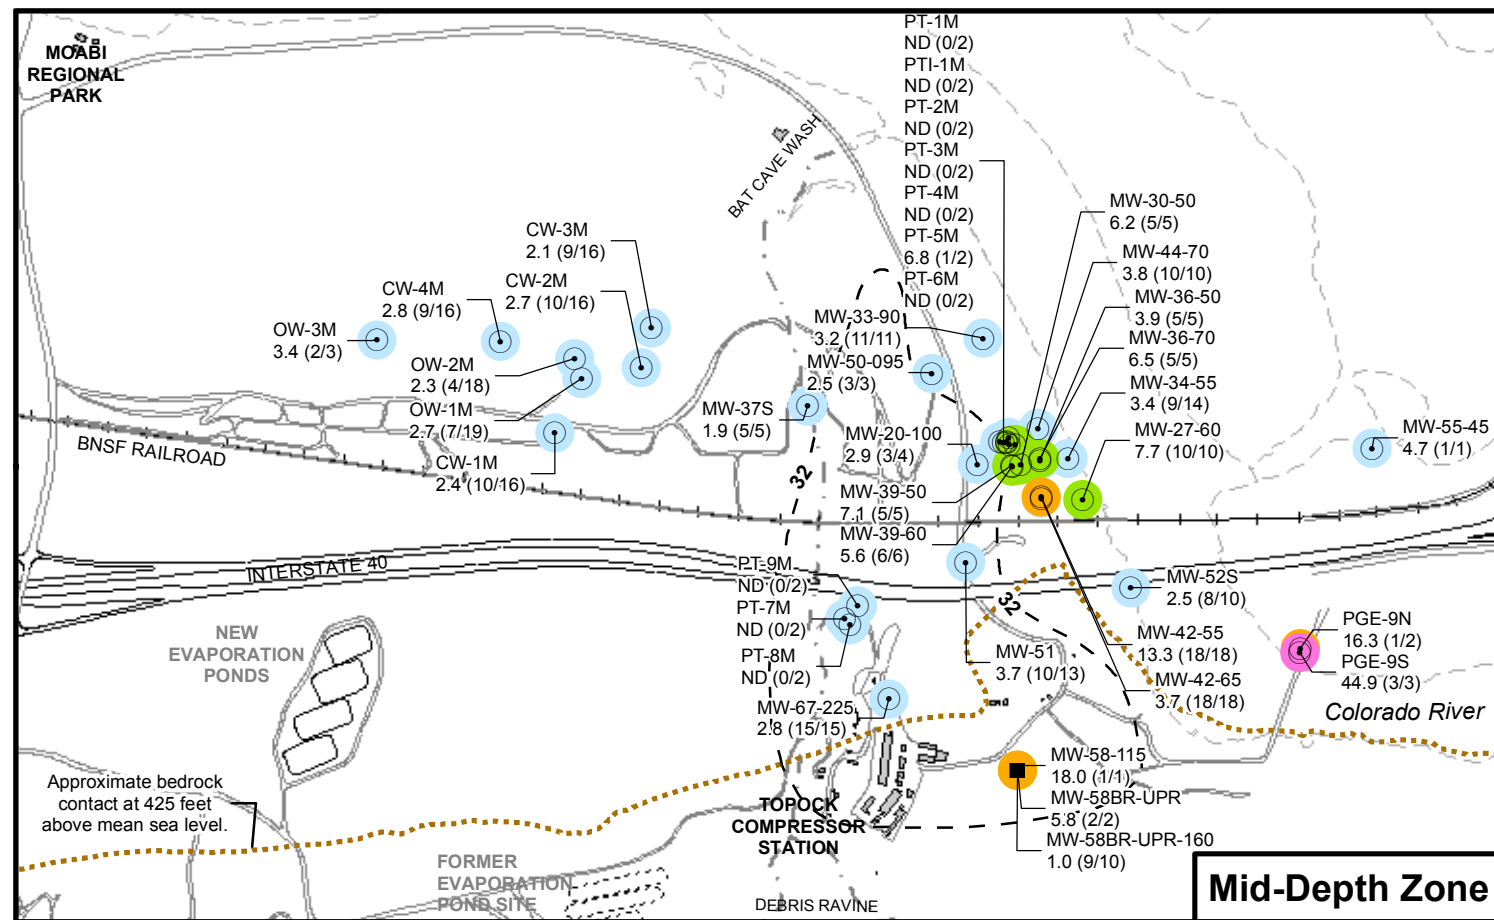 MOABI
REGIONAL
PARK
PT-1M
ND (0/2)
PTI-1M
ND (0/2)
PT-2M
ND (0/2)
PT-3M
ND (0/2)
PT-4M
ND (0/2)
PT-5M
6.8 (1/2)
PT-6M
ND (0/2)
BAT CAVE WASH
MW-30-50
6.2 (5/5)
MW-44-70
3.8 (10/10)
MW-36-50
3.9 (5/5)
MW-36-70
6.5 (5/5)
MW-34-55
3.4 (9/14)
MW-27-60
7.7 (10/10)
CW-3M
2.1 (9/16)
CW-2M
2.7 (10/16)
CW-4M
2.8 (9/16)
OW-3M
3.4 (2/3)
OW-2M
2.3 (4/18)
OW-1M
2.7 (7/19)
CW-1M
2.4 (10/16)
MW-33-90
3.2 (11/11)
MW-50-095
2.5 (3/3)
MW-37S
1.9 (5/5)
MW-20-100
2.9 (3/4)
MW-39-50
7.1 (5/5)
MW-39-60
5.6 (6/6)
MW-55-45
4.7 (1/1)
BNSF RAILROAD
32
INTERSTATE 40
PT-9M
ND (0/2)
PT-7M
ND (0/2)
PT-8M
ND (0/2)
32
MW-52S
2.5 (8/10)
MW-51
3.7 (10/13)
MW-42-55
13.3 (18/18)
MW-42-65
3.7 (18/18)
PGE-9N
16.3 (1/2)
PGE-9S
44.9 (3/3)
Colorado River
NEW
EVAPORATION
PONDS
MW-67-225
2.8 (15/15)
MW-58-115
18.0 (1/1)
MW-58BR-UPR
5.8 (2/2)
MW-58BR-UPR-160
1.0 (9/10)
Approximate bedrock
contact at 425 feet
above mean sea level.
TOPOCK
COMPRESSOR
STATION
FORMER
EVAPORATION
POND SITE
DEBRIS RAVINE
Mid-Depth Zone